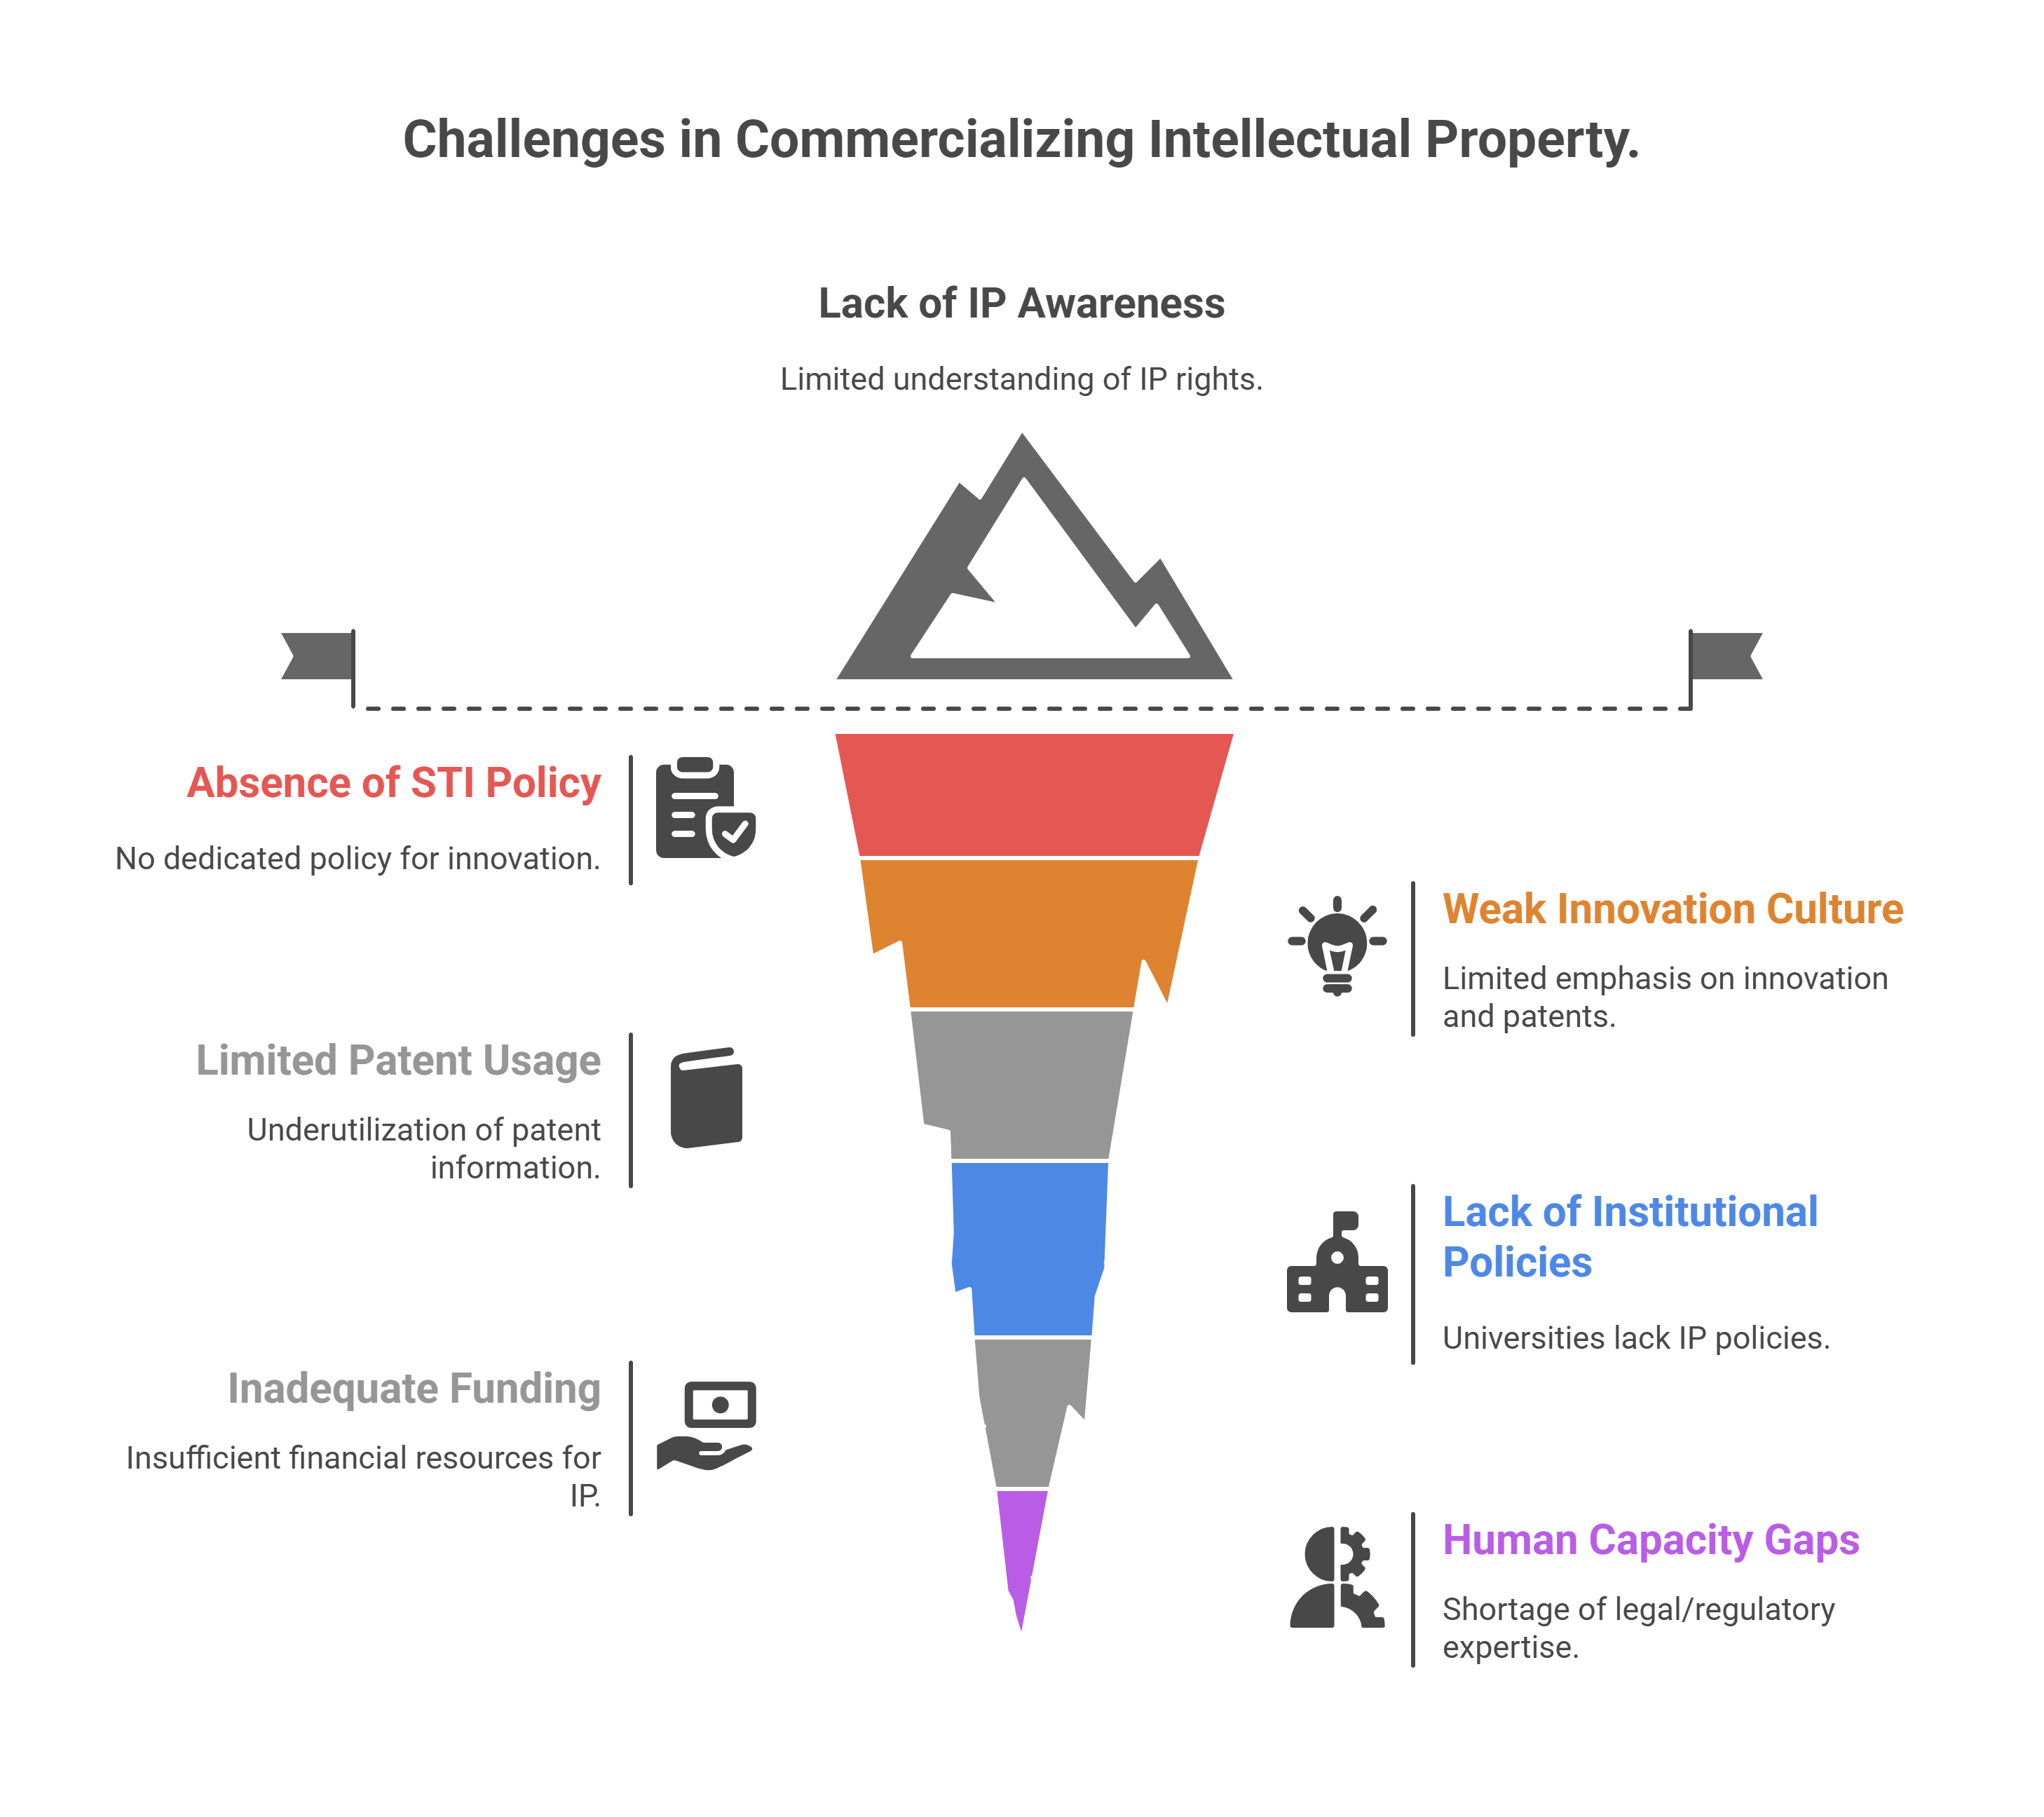 Challenges in Commercializing Intellectual Property.
Lack of IP Awareness
Limited understanding of IP rights.
Absence of STI Policy
No dedicated policy for innovation.
Weak Innovation Culture
Limited emphasis on innovation
and patents.
Limited Patent Usage
Underutilization of patent
information.
Lack of Institutional
Policies
Universities lack IP policies.
Inadequate Funding
Insufficient financial resources for
IP.
Human Capacity Gaps
Shortage of legal/regulatory
expertise.